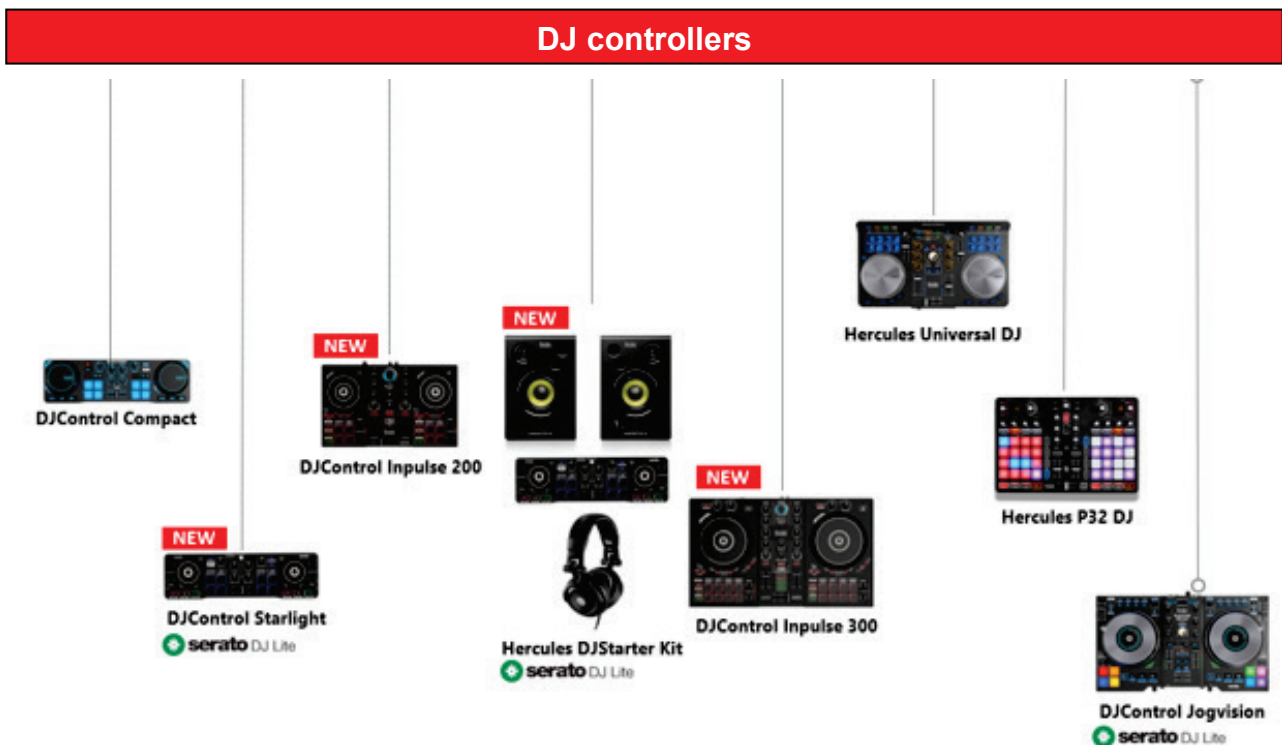 DJ controllers
Hercules Universal DJ
NEW
NEW
DJControl Compact
DJControl Inpulse 200
NEW
Hercules P32 DJ
NEW
DJControl Starlight
serato DJ Lite
DJControl Inpulse 300
Hercules DJStarter Kit
serato DJ Lite
DJControl Jogvision
serato DJ Lite